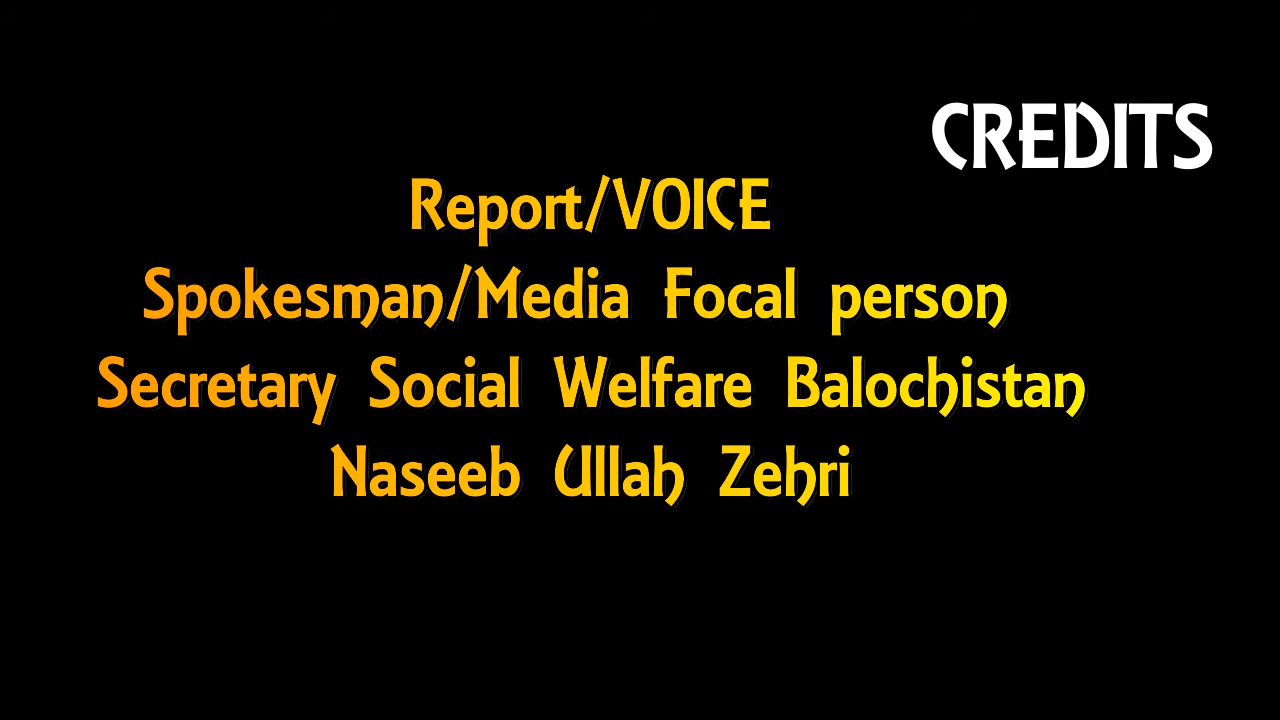 CREDITS
Report/VOICE
Spokesman/Media Focal person
Secretary Social Welfare Balochistan
Naseeb Ullah Zehri